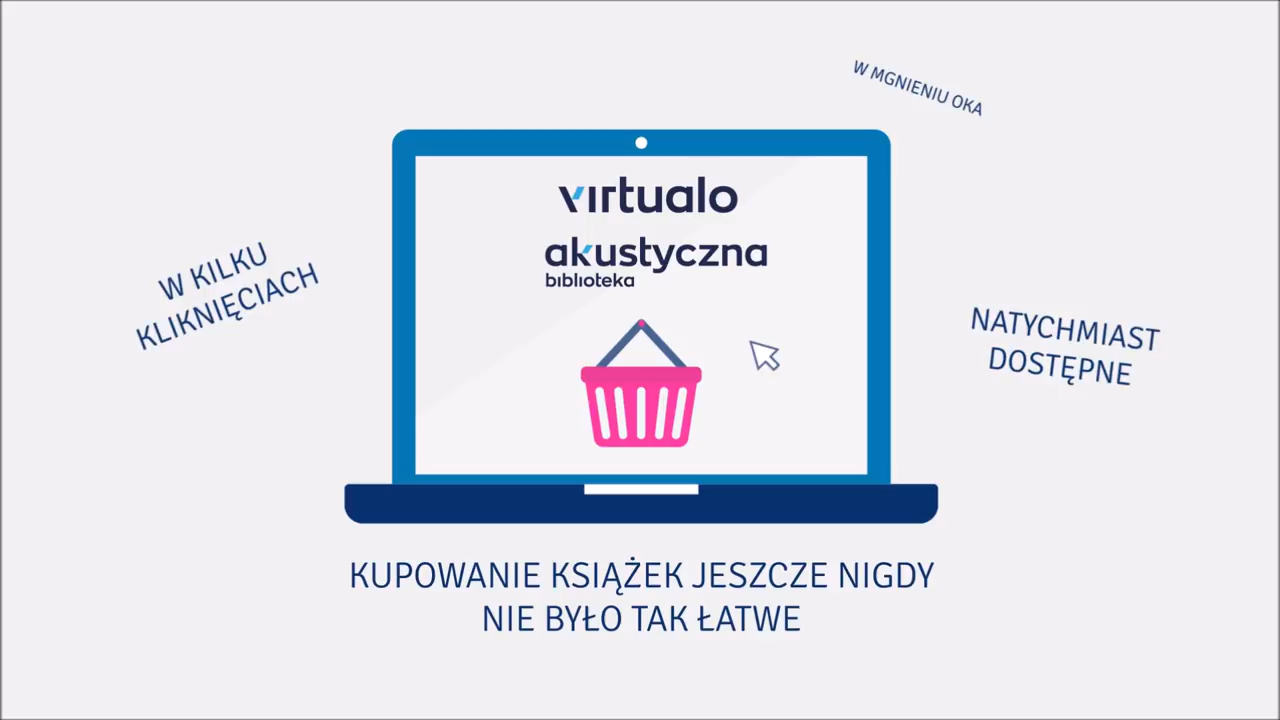 W MGNIENIU OKA
virtualo
akustyczna
biblioteka
W KILKU
KLIKNIĘCIACH
NATYCHMIAST
DOSTĘPNE
KUPOWANIE KSIĄŻEK JESZCZE NIGDY
NIE BYŁO TAK ŁATWE